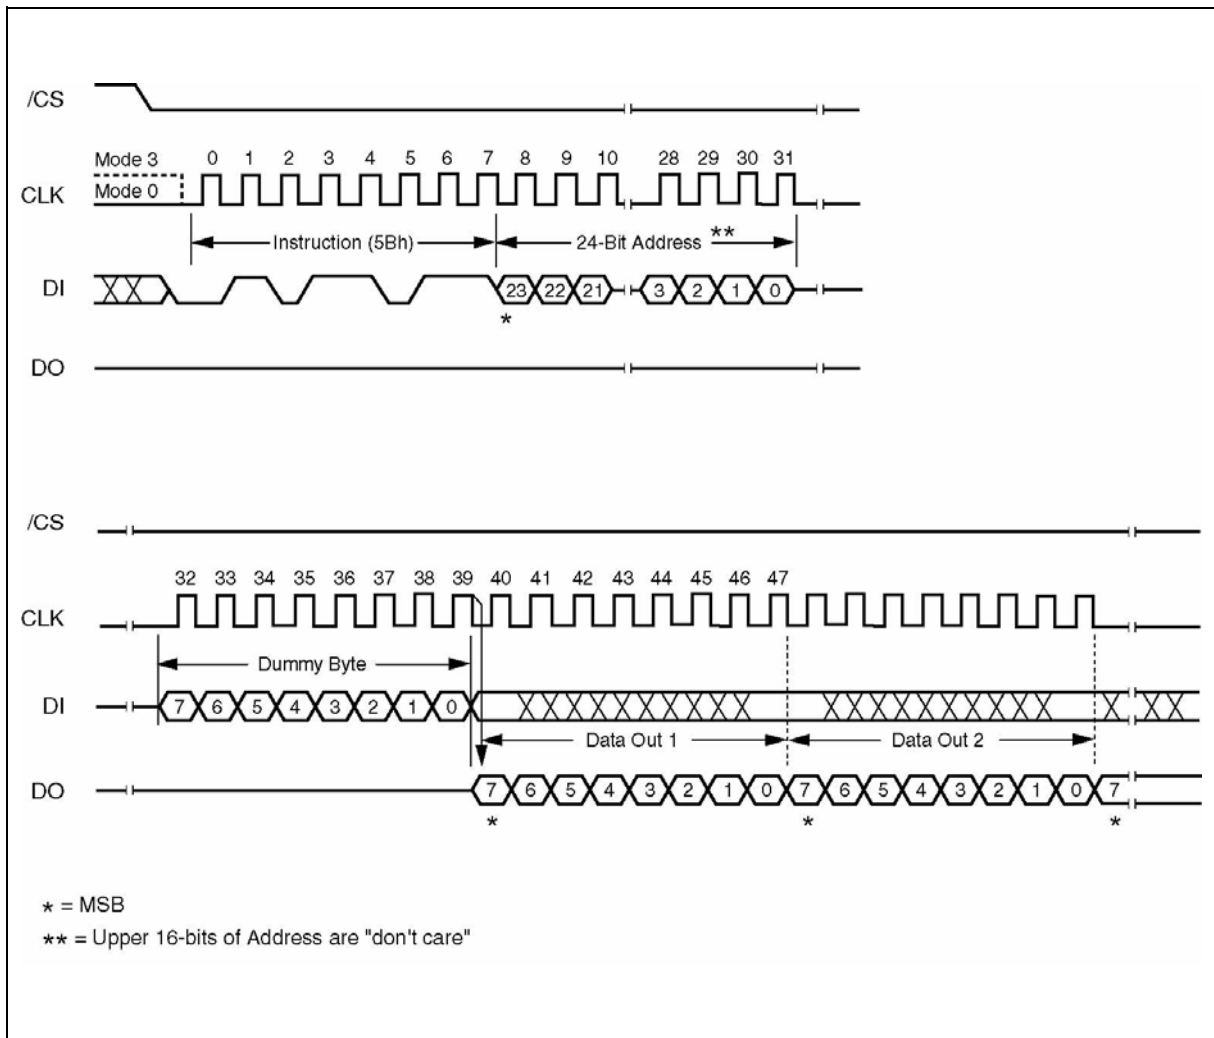 /CS
Mode 3 0 1 2 3 4 5 6 7 8 9 10 28 29 30 31
CLK Mode 0
Instruction (5Bh) 24-Bit Address **
DI 23 22 21 3 2 1 0
*
DO
/CS
32 33 34 35 36 37 38 39 40 41 42 43 44 45 46 47
CLK
Dummy Byte
DI 7 6 5 4 3 2 1 0
Data Out 1 Data Out 2
DO 7 6 5 4 3 2 1 0 7 6 5 4 3 2 1 0 7
* * *
* = MSB
** = Upper 16-bits of Address are "don't care"